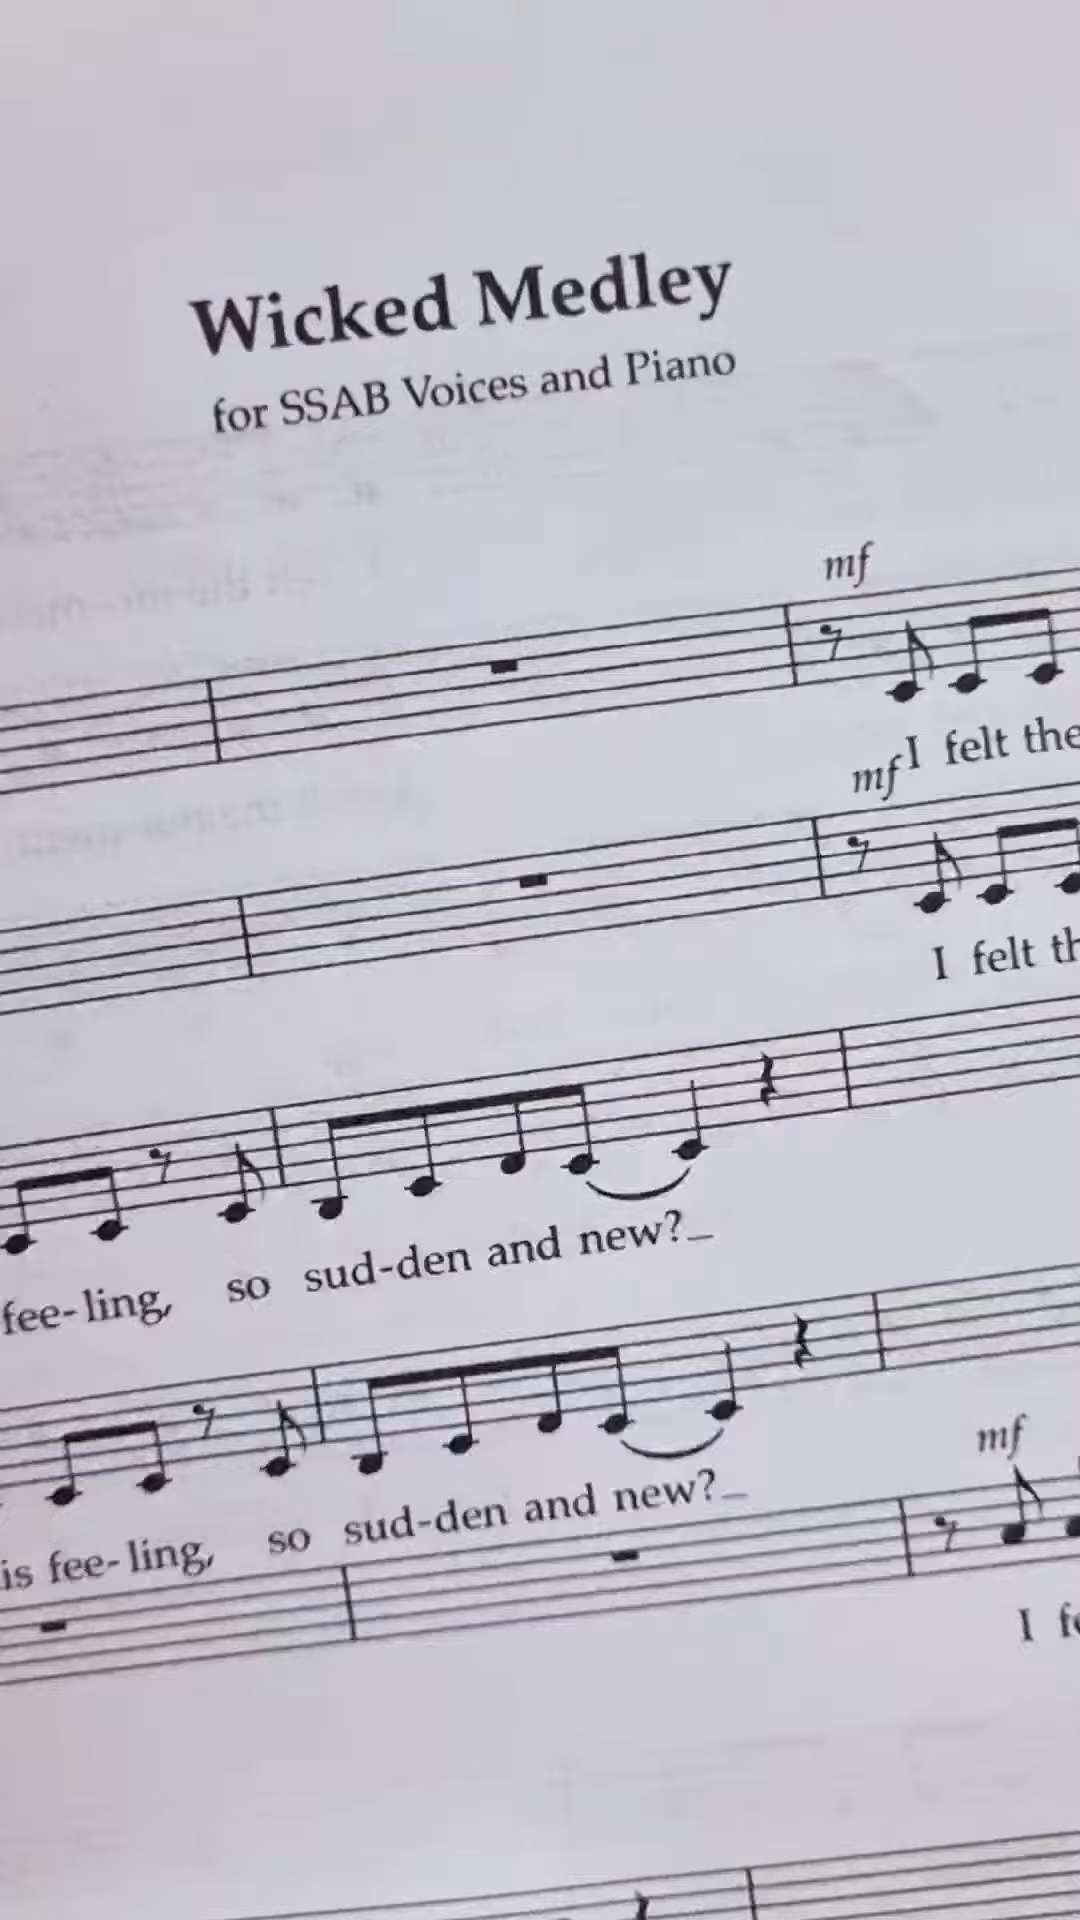 Wicked Medley
for SSAB Voices and Piano
mf
I felt the
mf
I felt
fee-ling, so sud-den and new?_
is fee-ling, so sud-den and new?_
mf
I